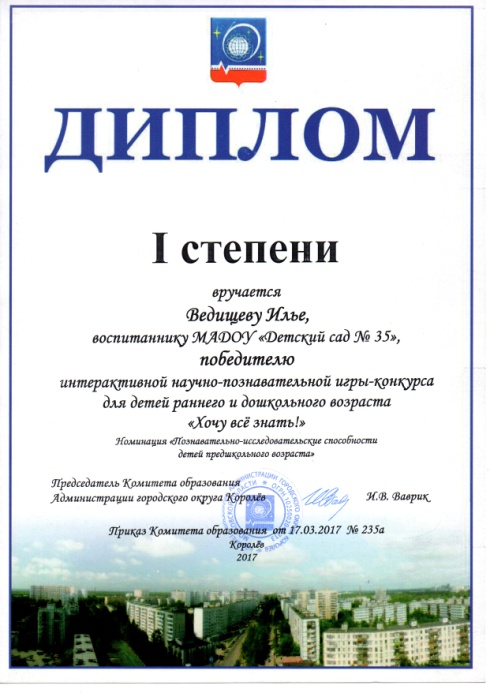 ДИПЛОМ
I степени
вручается
Ведищеву Илье,
воспитаннику МАДОУ «Детский сад № 35»,
победителю
интерактивной научно-познавательной игры-конкурса
для детей раннего и дошкольного возраста
«Хочу всё знать!»
Номинация «Познавательно-исследовательские способности
детей предшкольного возраста»
Председатель Комитета образования
Администрации городского округа Королёв
И.В. Ваврик
Приказ Комитета образования от 17.03.2017 № 235а
Королёв
2017